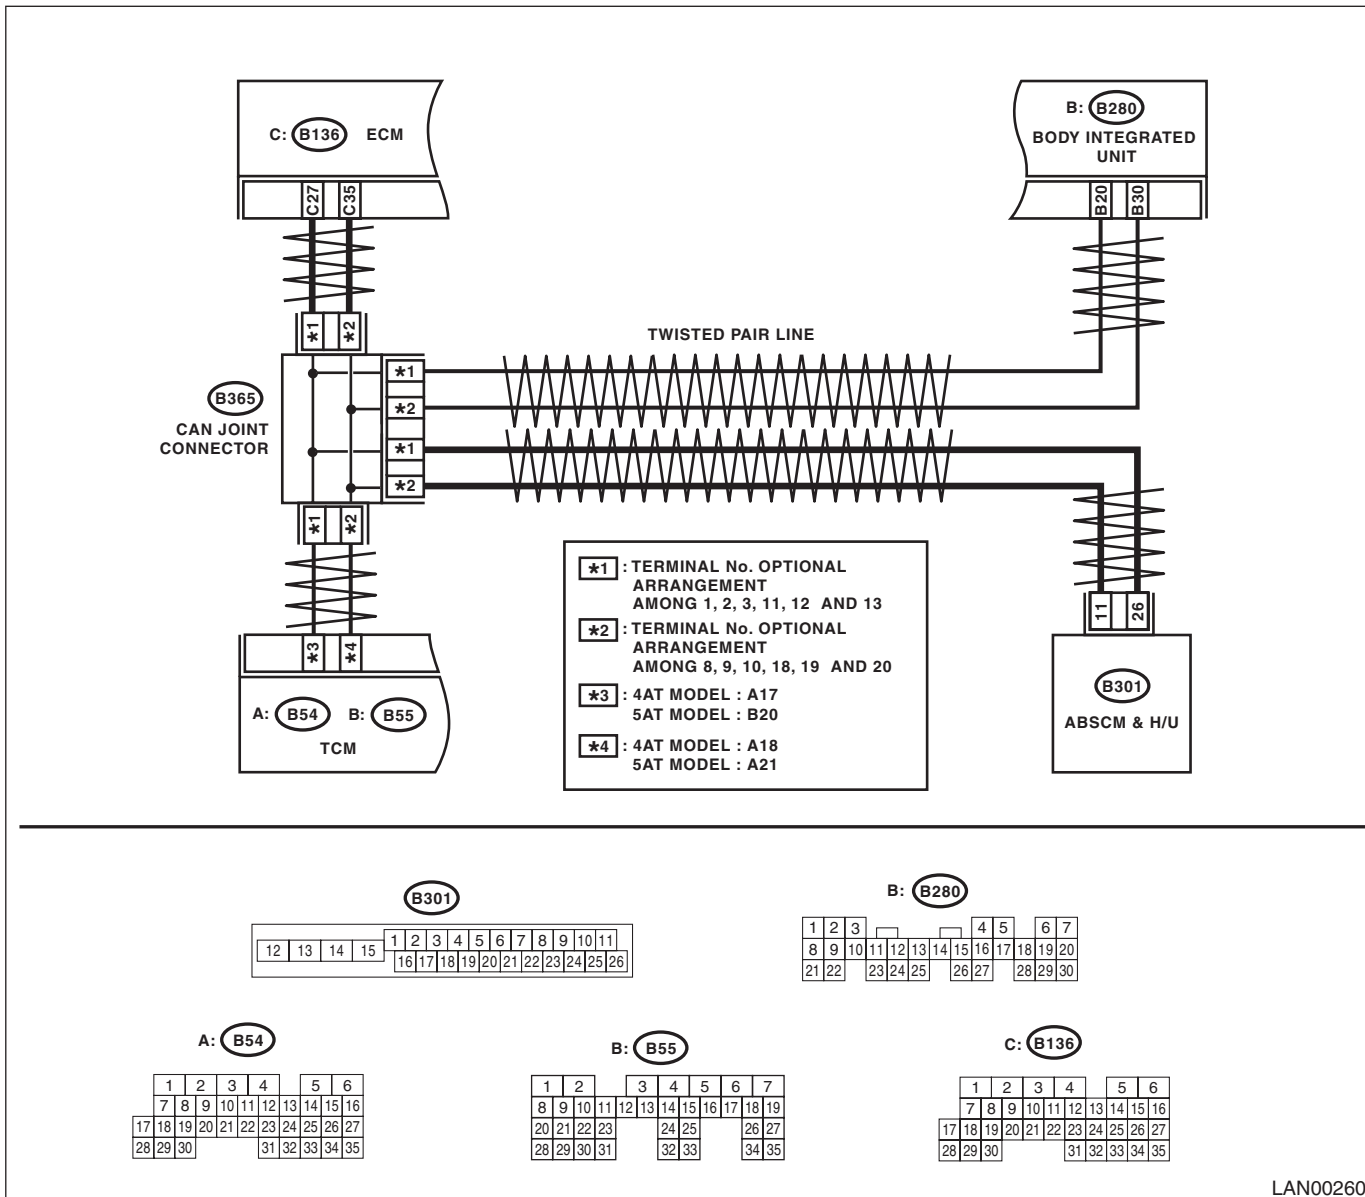 C: B136 ECM
C27 C35
B: B280
BODY INTEGRATED
UNIT
B20 B30
*1 *2
TWISTED PAIR LINE
B365
CAN JOINT
CONNECTOR
*1
*2
*1
*2
*1 *2
*3 *4
A: B54 B: B55
TCM
*1 : TERMINAL No. OPTIONAL
ARRANGEMENT
AMONG 1, 2, 3, 11, 12 AND 13
*2 : TERMINAL No. OPTIONAL
ARRANGEMENT
AMONG 8, 9, 10, 18, 19 AND 20
*3 : 4AT MODEL : A17
5AT MODEL : B20
*4 : 4AT MODEL : A18
5AT MODEL : A21
11 26
B301
ABSCM & H/U
B301
1 2 3 4 5 6 7 8 9 10 11
12 13 14 15
16 17 18 19 20 21 22 23 24 25 26
B: B280
1 2 3 4 5 6 7
8 9 10 11 12 13 14 15 16 17 18 19 20
21 22 23 24 25 26 27 28 29 30
A: B54
1 2 3 4 5 6
7 8 9 10 11 12 13 14 15 16
17 18 19 20 21 22 23 24 25 26 27
28 29 30 31 32 33 34 35
B: B55
1 2 3 4 5 6 7
8 9 10 11 12 13 14 15 16 17 18 19
20 21 22 23 24 25 26 27
28 29 30 31 32 33 34 35
C: B136
1 2 3 4 5 6
7 8 9 10 11 12 13 14 15 16
17 18 19 20 21 22 23 24 25 26 27
28 29 30 31 32 33 34 35
LAN00260